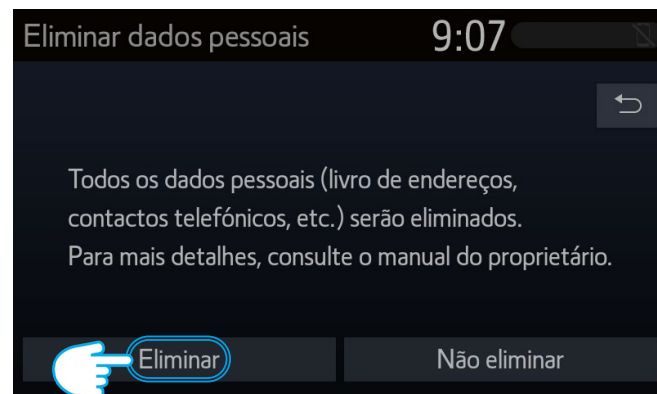 Eliminar dados pessoais 9:07
Todos os dados pessoais (livro de endereços,
contactos telefónicos, etc.) serão eliminados.
Para mais detalhes, consulte o manual do proprietário.
Eliminar Não eliminar